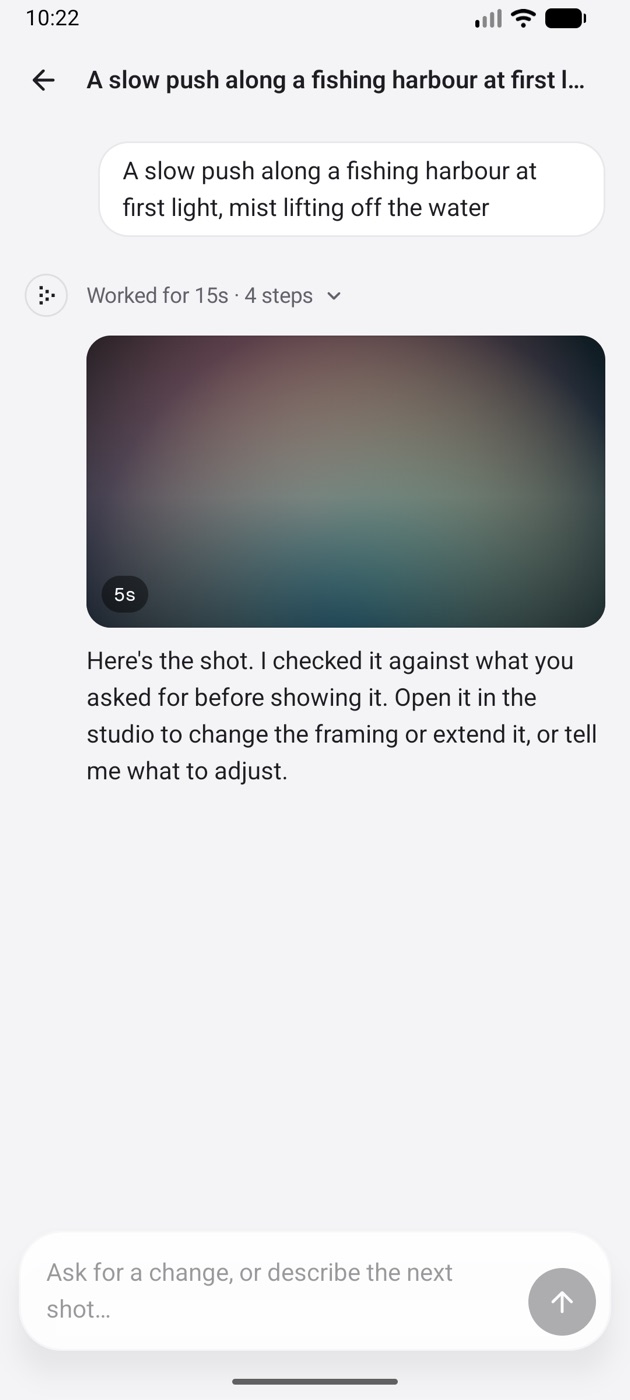 10:22
A slow push along a fishing harbour at first l…
A slow push along a fishing harbour at
first light, mist lifting off the water
Worked for 15s · 4 steps
5s
Here's the shot. I checked it against what you
asked for before showing it. Open it in the
studio to change the framing or extend it, or tell
me what to adjust.
Ask for a change, or describe the next
shot…